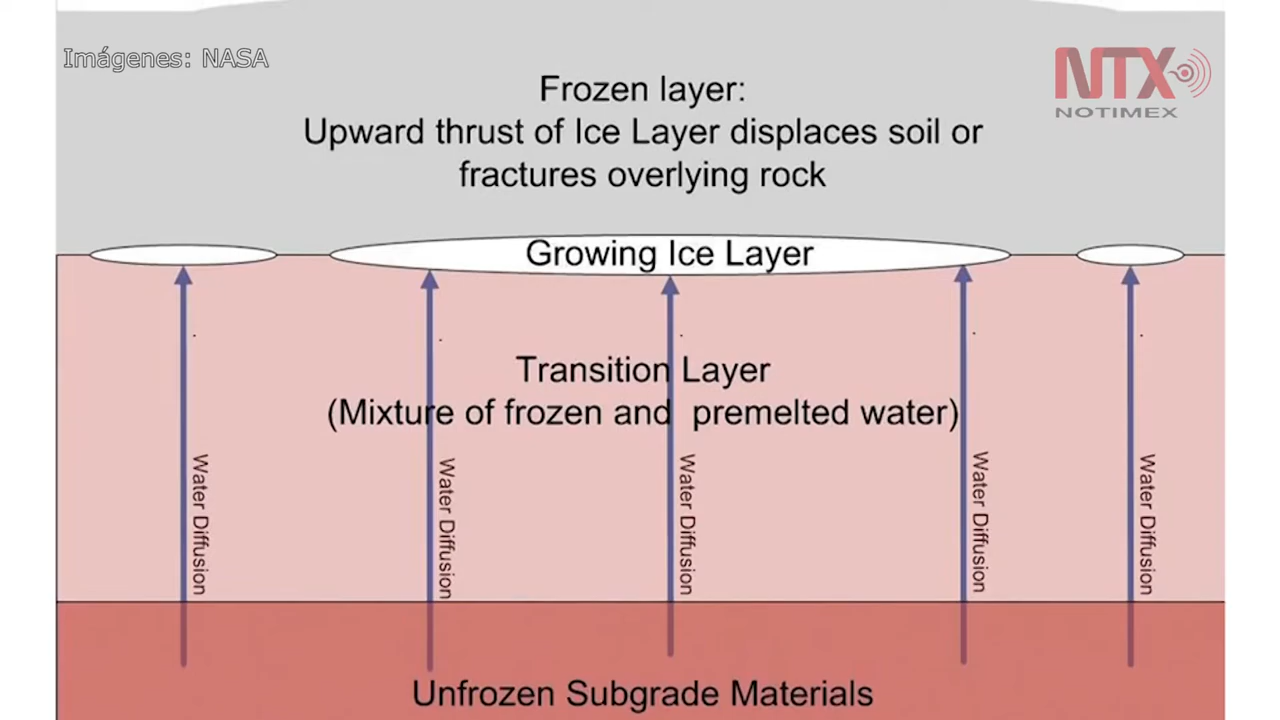 Imágenes: NASA
NTX
NOTIMEX
Frozen layer:
Upward thrust of Ice Layer displaces soil or
fractures overlying rock
Growing Ice Layer
Transition Layer
(Mixture of frozen and premelted water)
Water Diffusion
Water Diffusion
Water Diffusion
Water Diffusion
Water Diffusion
Unfrozen Subgrade Materials